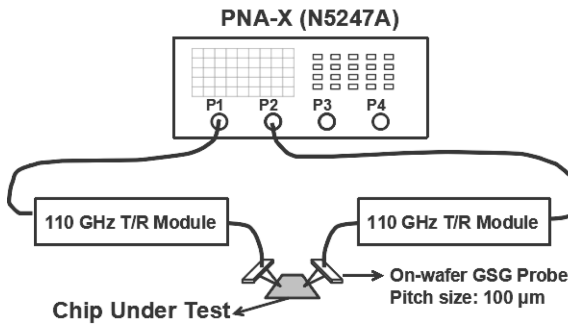 PNA-X (N5247A)
P1 P2 P3 P4
110 GHz T/R Module
110 GHz T/R Module
On-wafer GSG Probe
Pitch size: 100 μm
Chip Under Test